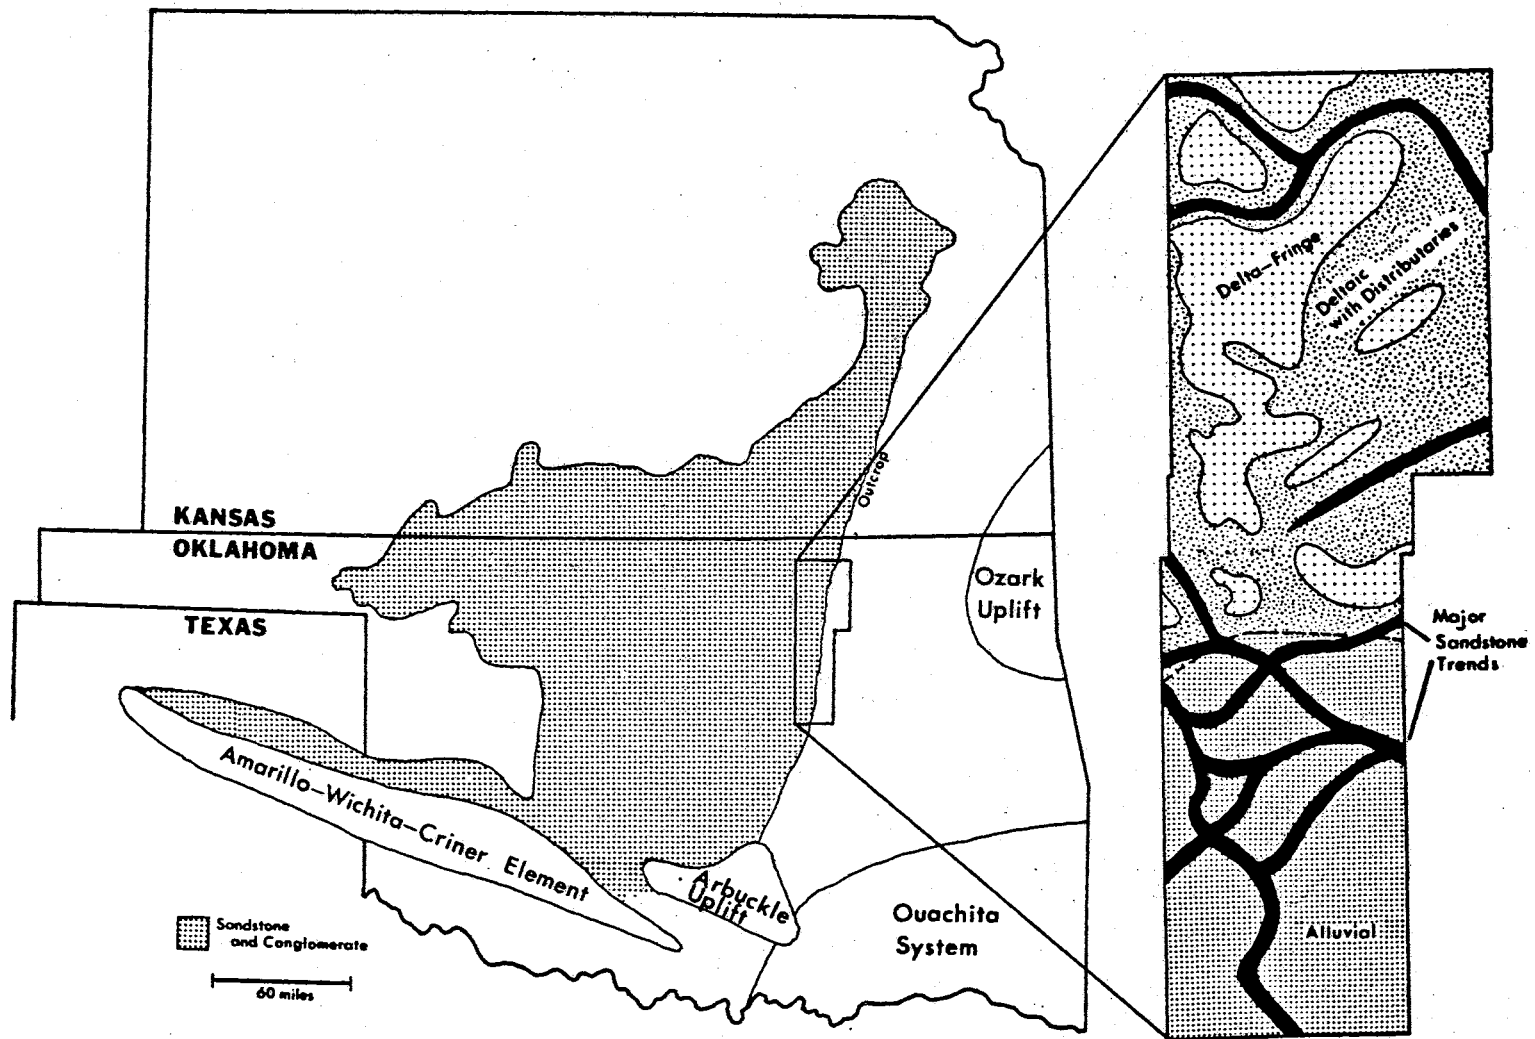 KANSAS
OKLAHOMA
TEXAS
Outcrop
Ozark
Uplift
Amarillo–Wichita–Criner Element
Arbuckle
Uplift
Ouachita
System
Sandstone
and Conglomerate
60 miles
Delta–Fringe
Deltaic
with Distributaries
Major
Sandstone
Trends
Alluvial